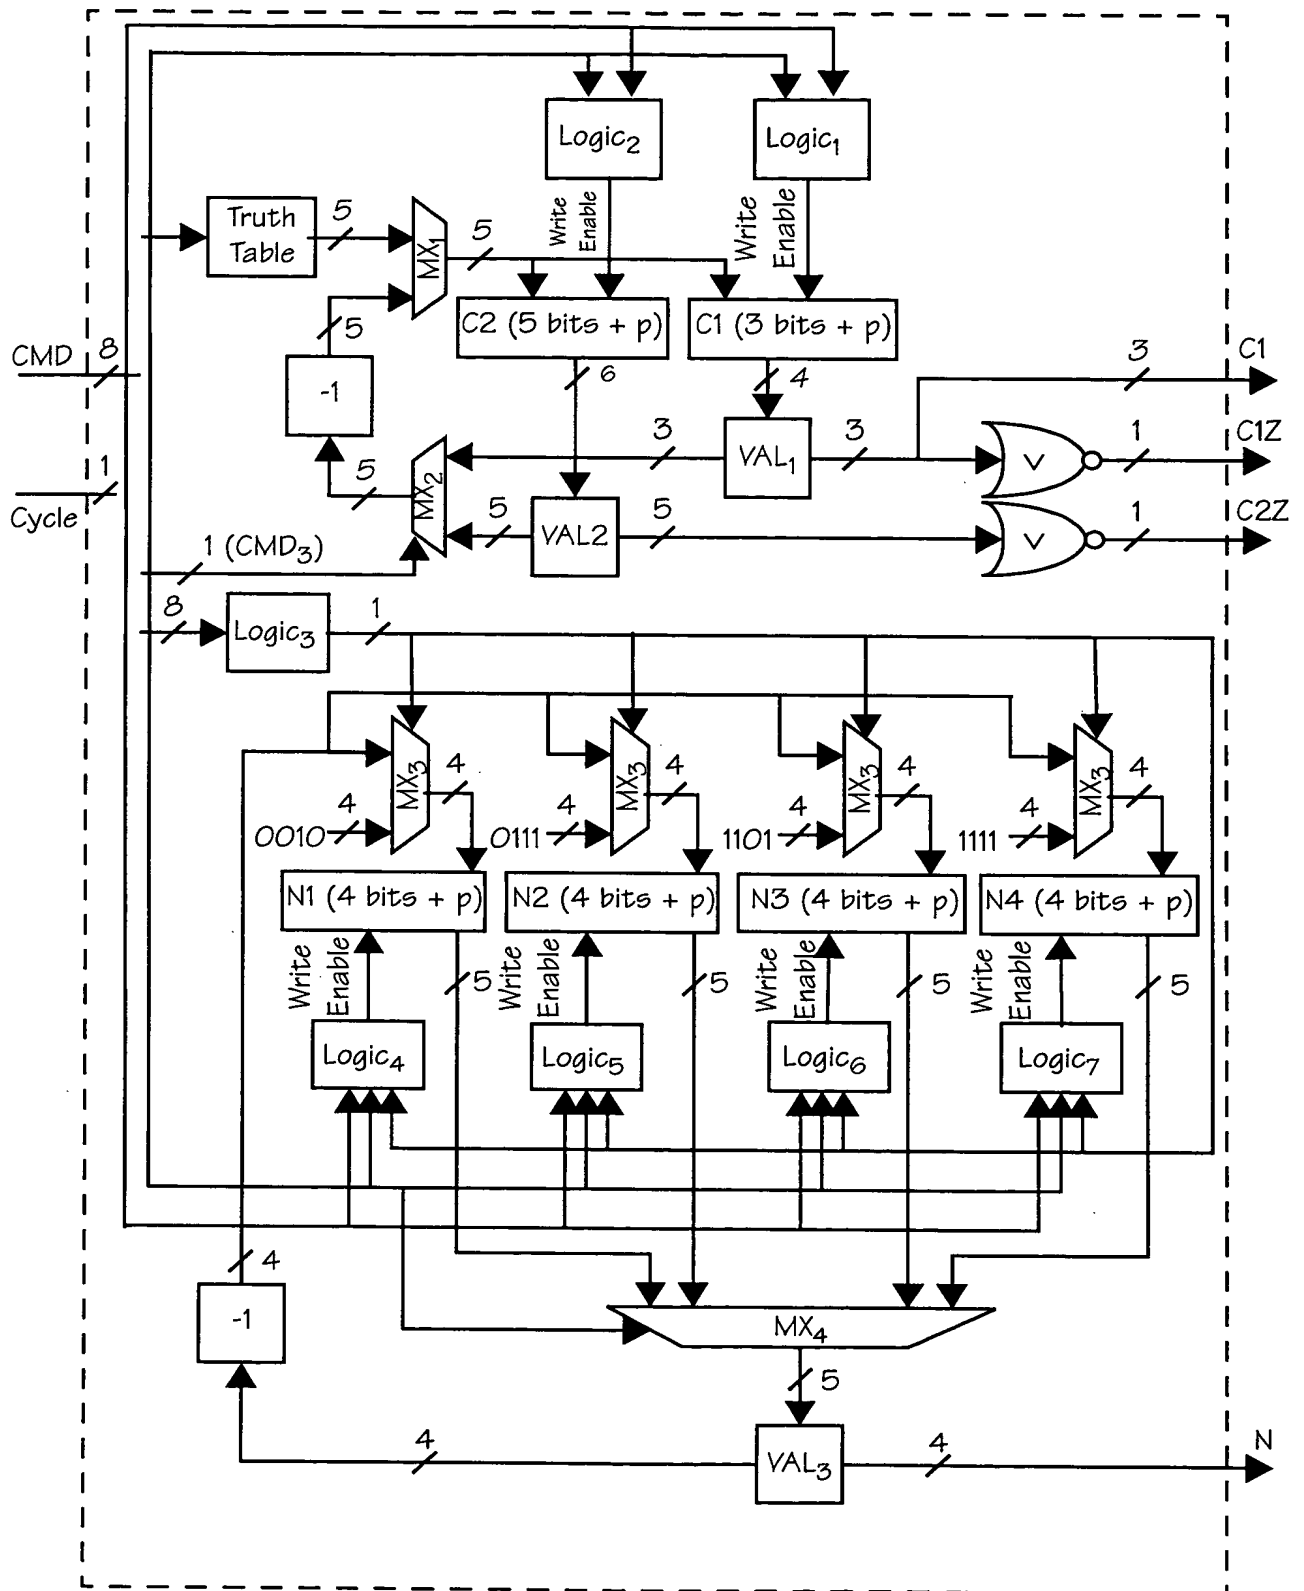 Logic2
Logic1
Write
Enable
Write
Enable
Truth
Table
5
MX1
5
C2 (5 bits + p)
C1 (3 bits + p)
5
CMD
8
-1
6
4
3
C1
Cycle
1
5
MX2
3
VAL1
3
V
1
C1Z
5
VAL2
5
V
1
C2Z
1 (CMD3)
8
Logic3
1
MX3
4
MX3
4
MX3
4
MX3
4
0010
4
0111
4
1101
4
1111
4
N1 (4 bits + p)
N2 (4 bits + p)
N3 (4 bits + p)
N4 (4 bits + p)
Write
Enable
5
Write
Enable
5
Write
Enable
5
Write
Enable
5
Logic4
Logic5
Logic6
Logic7
4
-1
MX4
5
4
VAL3
4
N